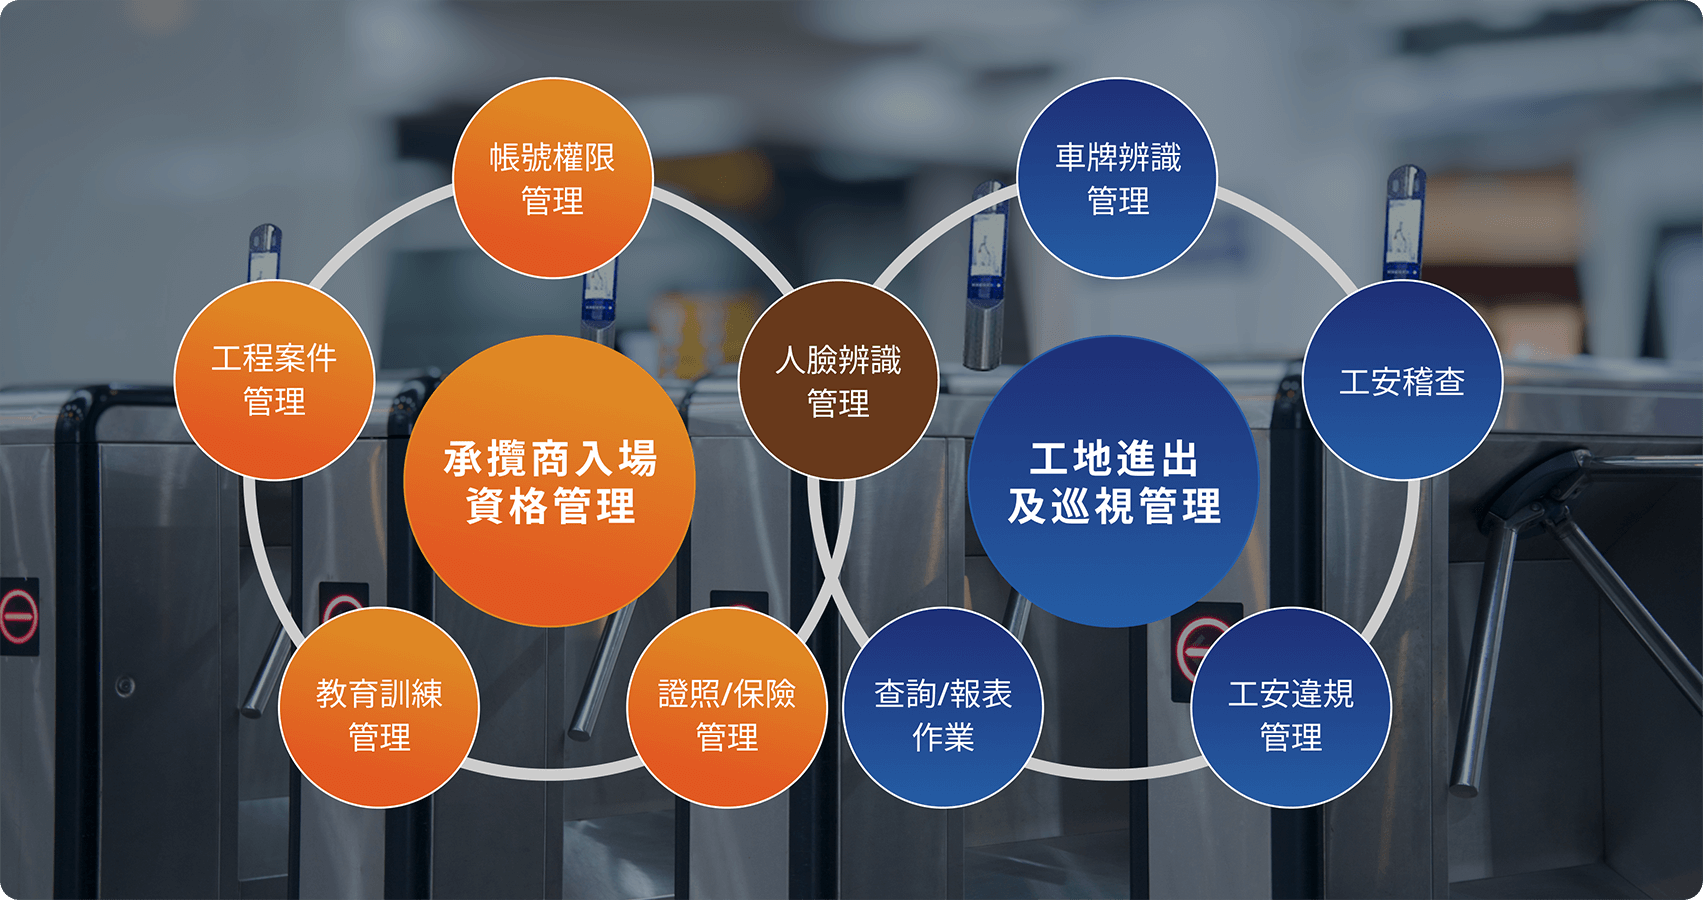 帳號權限
管理
車牌辨識
管理
工程案件
管理
人臉辨識
管理
工安稽查
承攬商入場
資格管理
工地進出
及巡視管理
教育訓練
管理
證照/保險
管理
查詢/報表
作業
工安違規
管理